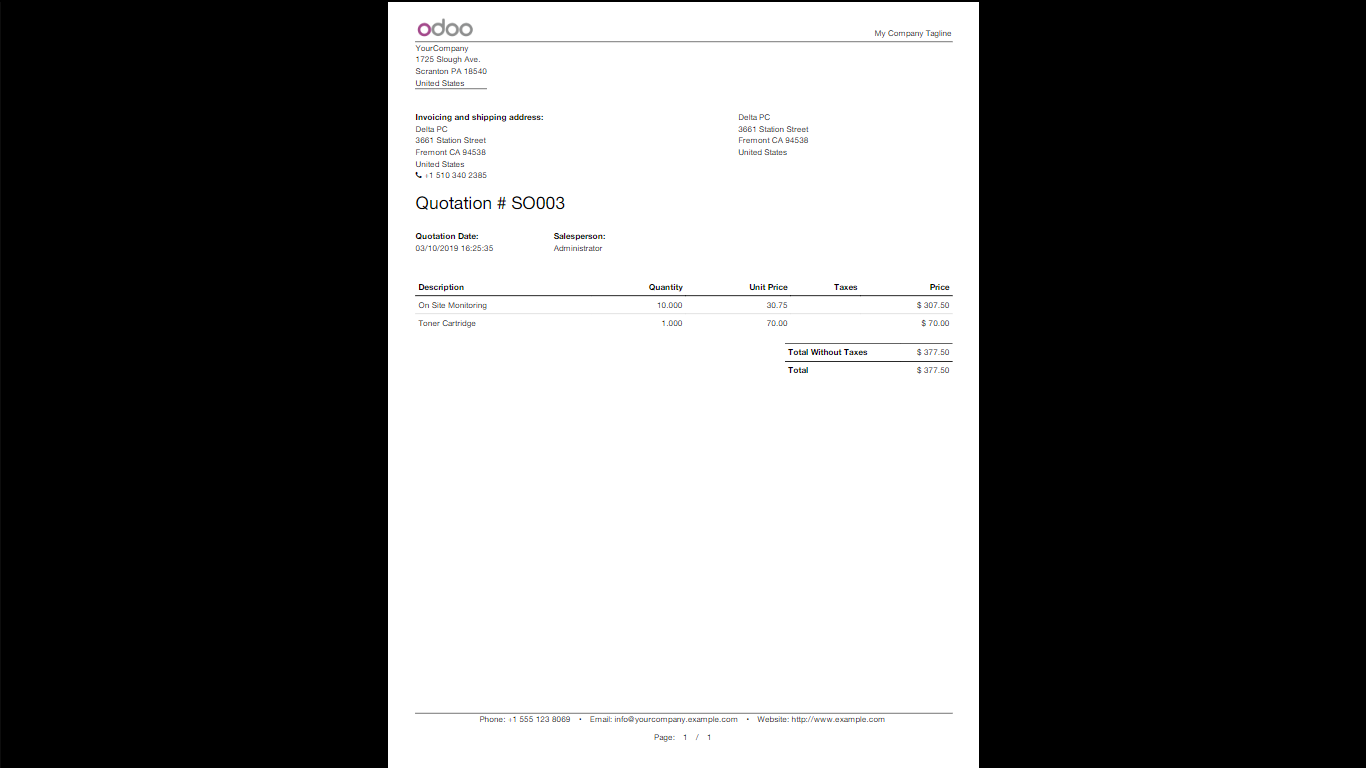 odoo
My Company Tagline
YourCompany
1725 Slough Ave.
Scranton PA 18540
United States
Invoicing and shipping address:
Delta PC
3661 Station Street
Fremont CA 94538
United States
+1 510 340 2385
Delta PC
3661 Station Street
Fremont CA 94538
United States
Quotation # SO003
Quotation Date: Salesperson:
03/10/2019 16:25:35 Administrator
Description Quantity Unit Price Taxes Price
On Site Monitoring 10.000 30.75 $ 307.50
Toner Cartridge 1.000 70.00 $ 70.00
Total Without Taxes $ 377.50
Total $ 377.50
Phone: +1 555 123 8069 • Email: info@yourcompany.example.com • Website: http://www.example.com
Page: 1 / 1